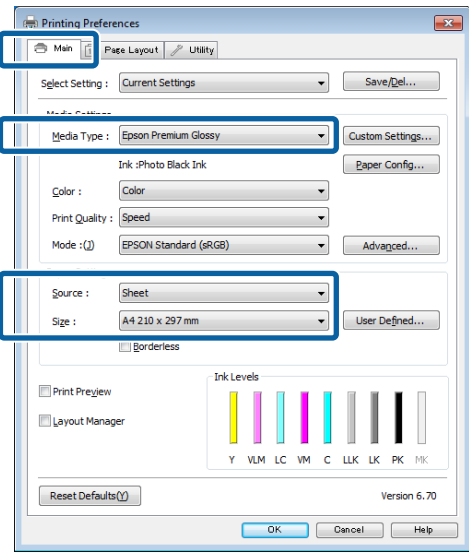 Printing Preferences
Main Page Layout Utility
Select Setting : Current Settings Save/Del...
Media Settings
Media Type : Epson Premium Glossy Custom Settings...
Ink :Photo Black Ink Paper Config...
Color : Color
Print Quality : Speed
Mode :(J) EPSON Standard (sRGB) Advanced...
Source : Sheet
Size : A4 210 x 297 mm User Defined...
Borderless
Ink Levels
Print Preview
Layout Manager
Y VLM LC VM C LLK LK PK MK
Reset Defaults(Y) Version 6.70
OK Cancel Help